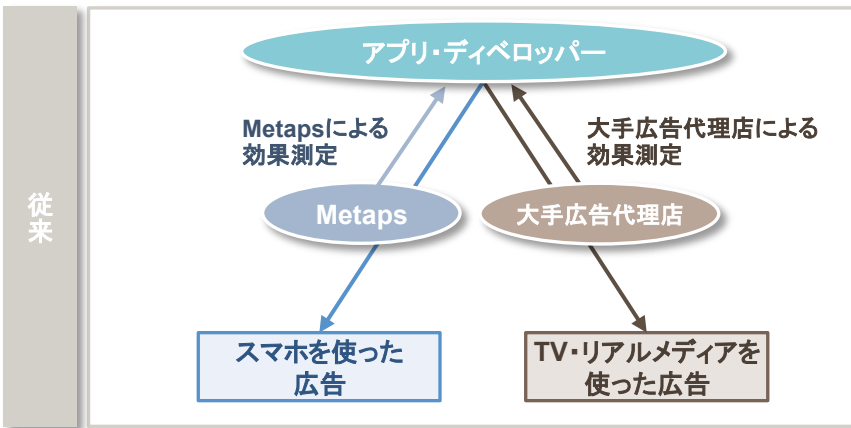 従来
アプリ・ディベロッパー
Metapsによる
効果測定
大手広告代理店による
効果測定
Metaps
大手広告代理店
スマホを使った
広告
TV・リアルメディアを
使った広告